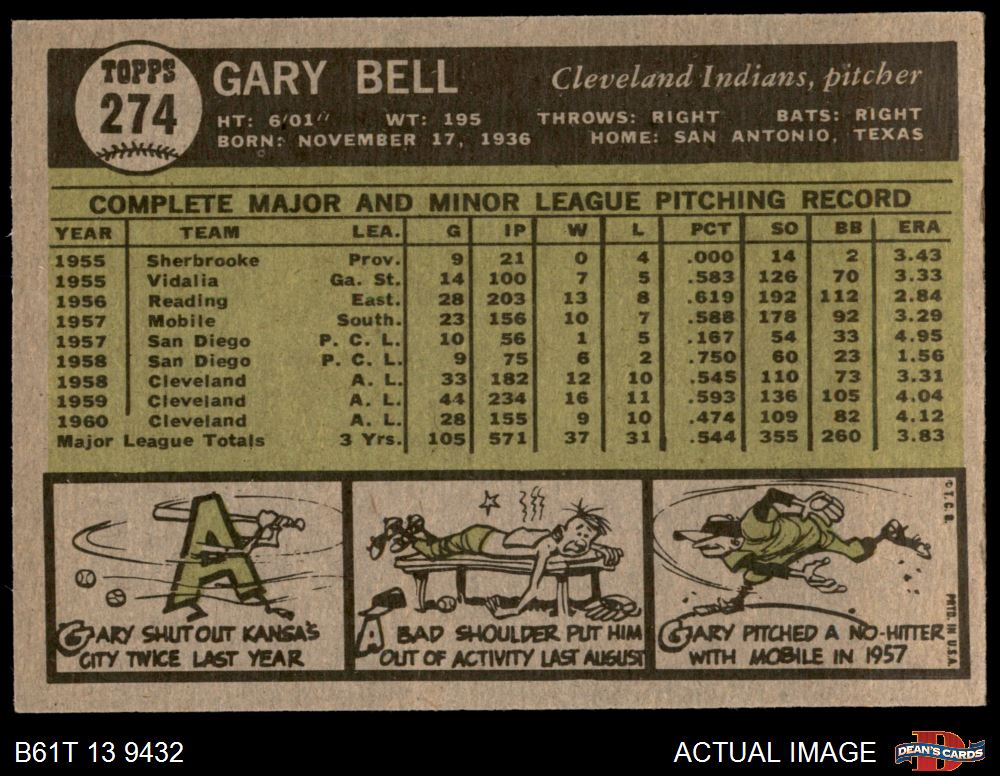 TOPPS
274
GARY BELL
Cleveland Indians, pitcher
HT: 6'01" WT: 195 THROWS: RIGHT BATS: RIGHT
BORN: NOVEMBER 17, 1936 HOME: SAN ANTONIO, TEXAS
COMPLETE MAJOR AND MINOR LEAGUE PITCHING RECORD
YEAR TEAM LEA. G IP W L PCT SO BB ERA
1955 Sherbrooke Prov. 9 21 0 4 .000 14 2 3.43
1955 Vidalia Ga. St. 14 100 7 5 .583 126 70 3.33
1956 Reading East. 28 203 13 8 .619 192 112 2.84
1957 Mobile South. 23 156 10 7 .588 178 92 3.29
1957 San Diego P. C. L. 10 56 1 5 .167 54 33 4.95
1958 San Diego P. C. L. 9 75 6 2 .750 60 23 1.56
1958 Cleveland A. L. 33 182 12 10 .545 110 73 3.31
1959 Cleveland A. L. 44 234 16 11 .593 136 105 4.04
1960 Cleveland A. L. 28 155 9 10 .474 109 82 4.12
Major League Totals 3 Yrs. 105 571 37 31 .544 355 260 3.83
A
GARY SHUT OUT KANSAS
CITY TWICE LAST YEAR
A BAD SHOULDER PUT HIM
OUT OF ACTIVITY LAST AUGUST
GARY PITCHED A NO-HITTER
WITH MOBILE IN 1957
© T. C. G.
PRTD. IN U.S.A.
B61T 13 9432
ACTUAL IMAGE
D
DEAN'S CARDS